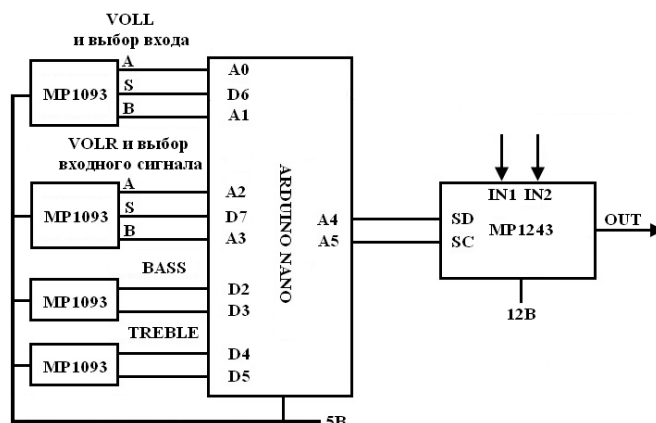 VOLL
и выбор входа
MP1093
A
S
B
A0
D6
A1
VOLR и выбор
входного сигнала
MP1093
A
S
B
A2
D7
A3
BASS
MP1093
D2
D3
TREBLE
MP1093
D4
D5
ARDUINO NANO
A4
A5
IN1 IN2
SD
SC
MP1243
OUT
12В
5В